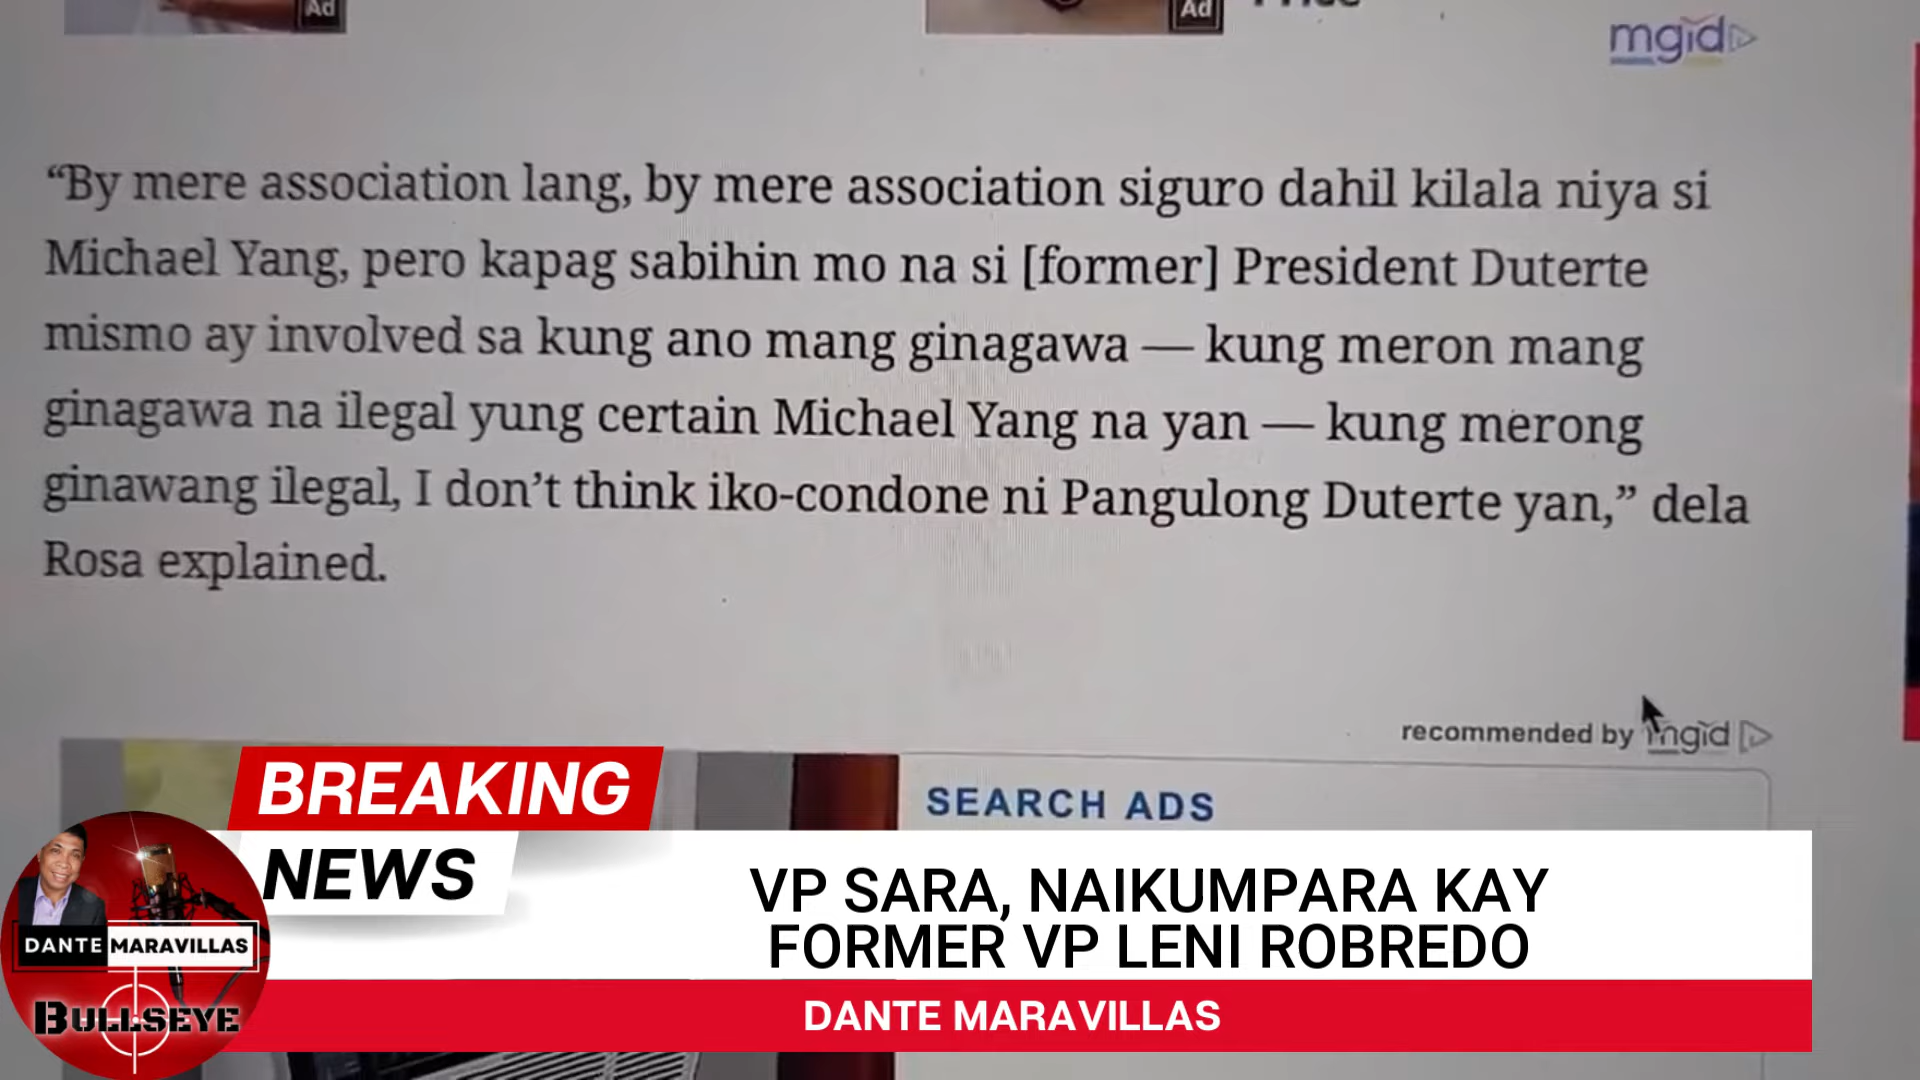 Ad
Ad
mgid
“By mere association lang, by mere association siguro dahil kilala niya si
Michael Yang, pero kapag sabihin mo na si [former] President Duterte
mismo ay involved sa kung ano mang ginagawa — kung meron mang
ginagawa na ilegal yung certain Michael Yang na yan — kung merong
ginawang ilegal, I don’t think iko-condone ni Pangulong Duterte yan,” dela
Rosa explained.
recommended by mgid
SEARCH ADS
BREAKING
NEWS
VP SARA, NAIKUMPARA KAY
FORMER VP LENI ROBREDO
DANTE MARAVILLAS
DANTE MARAVILLAS
BULLSEYE